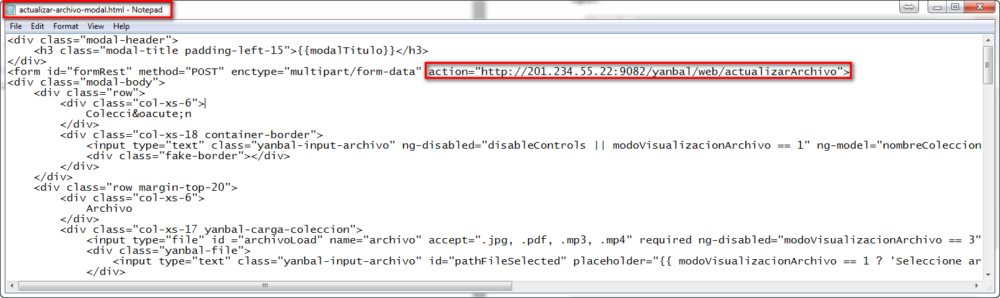 actualizar-archivo-modal.html - Notepad
File Edit Format View Help
<div class="modal-header">
    <h3 class="modal-title padding-left-15">{{modalTitulo}}</h3>
</div>
<form id="formRest" method="POST" enctype="multipart/form-data" action="http://201.234.55.22:9082/yanbal/web/actualizarArchivo">
<div class="modal-body">
    <div class="row">
        <div class="col-xs-6">
            Colecci&oacute;n
        </div>
        <div class="col-xs-18 container-border">
            <input type="text" class="yanbal-input-archivo" ng-disabled="disableControls || modoVisualizacionArchivo == 1" ng-model="nombreColeccion
            <div class="fake-border"></div>
        </div>
    </div>
    <div class="row margin-top-20">
        <div class="col-xs-6">
            Archivo
        </div>
        <div class="col-xs-17 yanbal-carga-coleccion">
            <input type="file" id ="archivoLoad" name="archivo" accept=".jpg, .pdf, .mp3, .mp4" required ng-disabled="modoVisualizacionArchivo == 3"
            <div class="yanbal-file">
                <input type="text" class="yanbal-input-archivo" id="pathFileSelected" placeholder="{{ modoVisualizacionArchivo == 1 ? 'Seleccione ar
            </div>